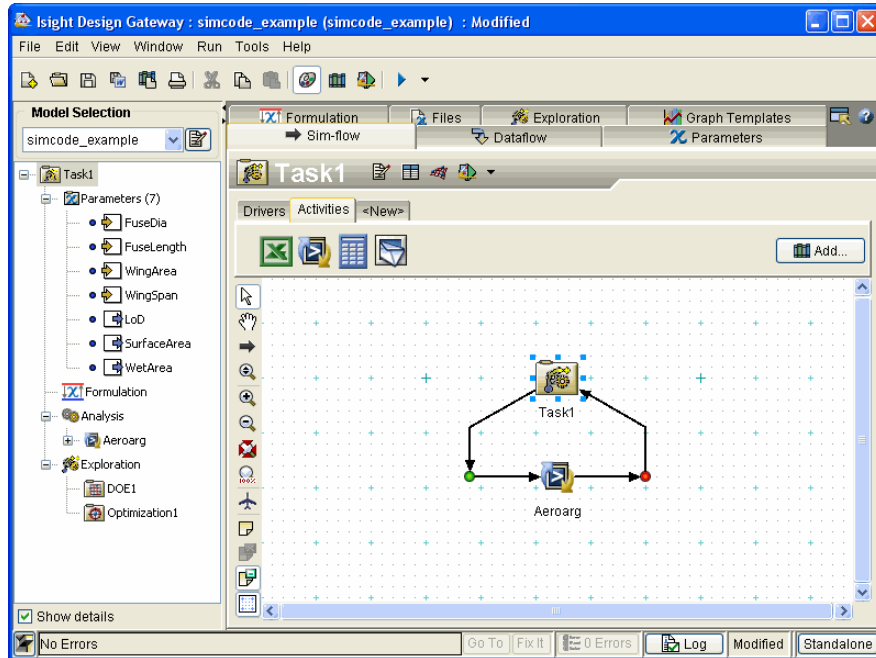 Isight Design Gateway : simcode_example (simcode_example) : Modified
File Edit View Window Run Tools Help
Model Selection
simcode_example
Task1
Parameters (7)
FuseDia
FuseLength
WingArea
WingSpan
LoD
SurfaceArea
WetArea
Formulation
Analysis
Aeroarg
Exploration
DOE1
Optimization1
Show details
Formulation Files Exploration Graph Templates
Sim-flow Dataflow Parameters
Task1
Drivers Activities <New>
Add...
100%
Task1
Aeroarg
No Errors Go To Fix It 0 Errors Log Modified Standalone